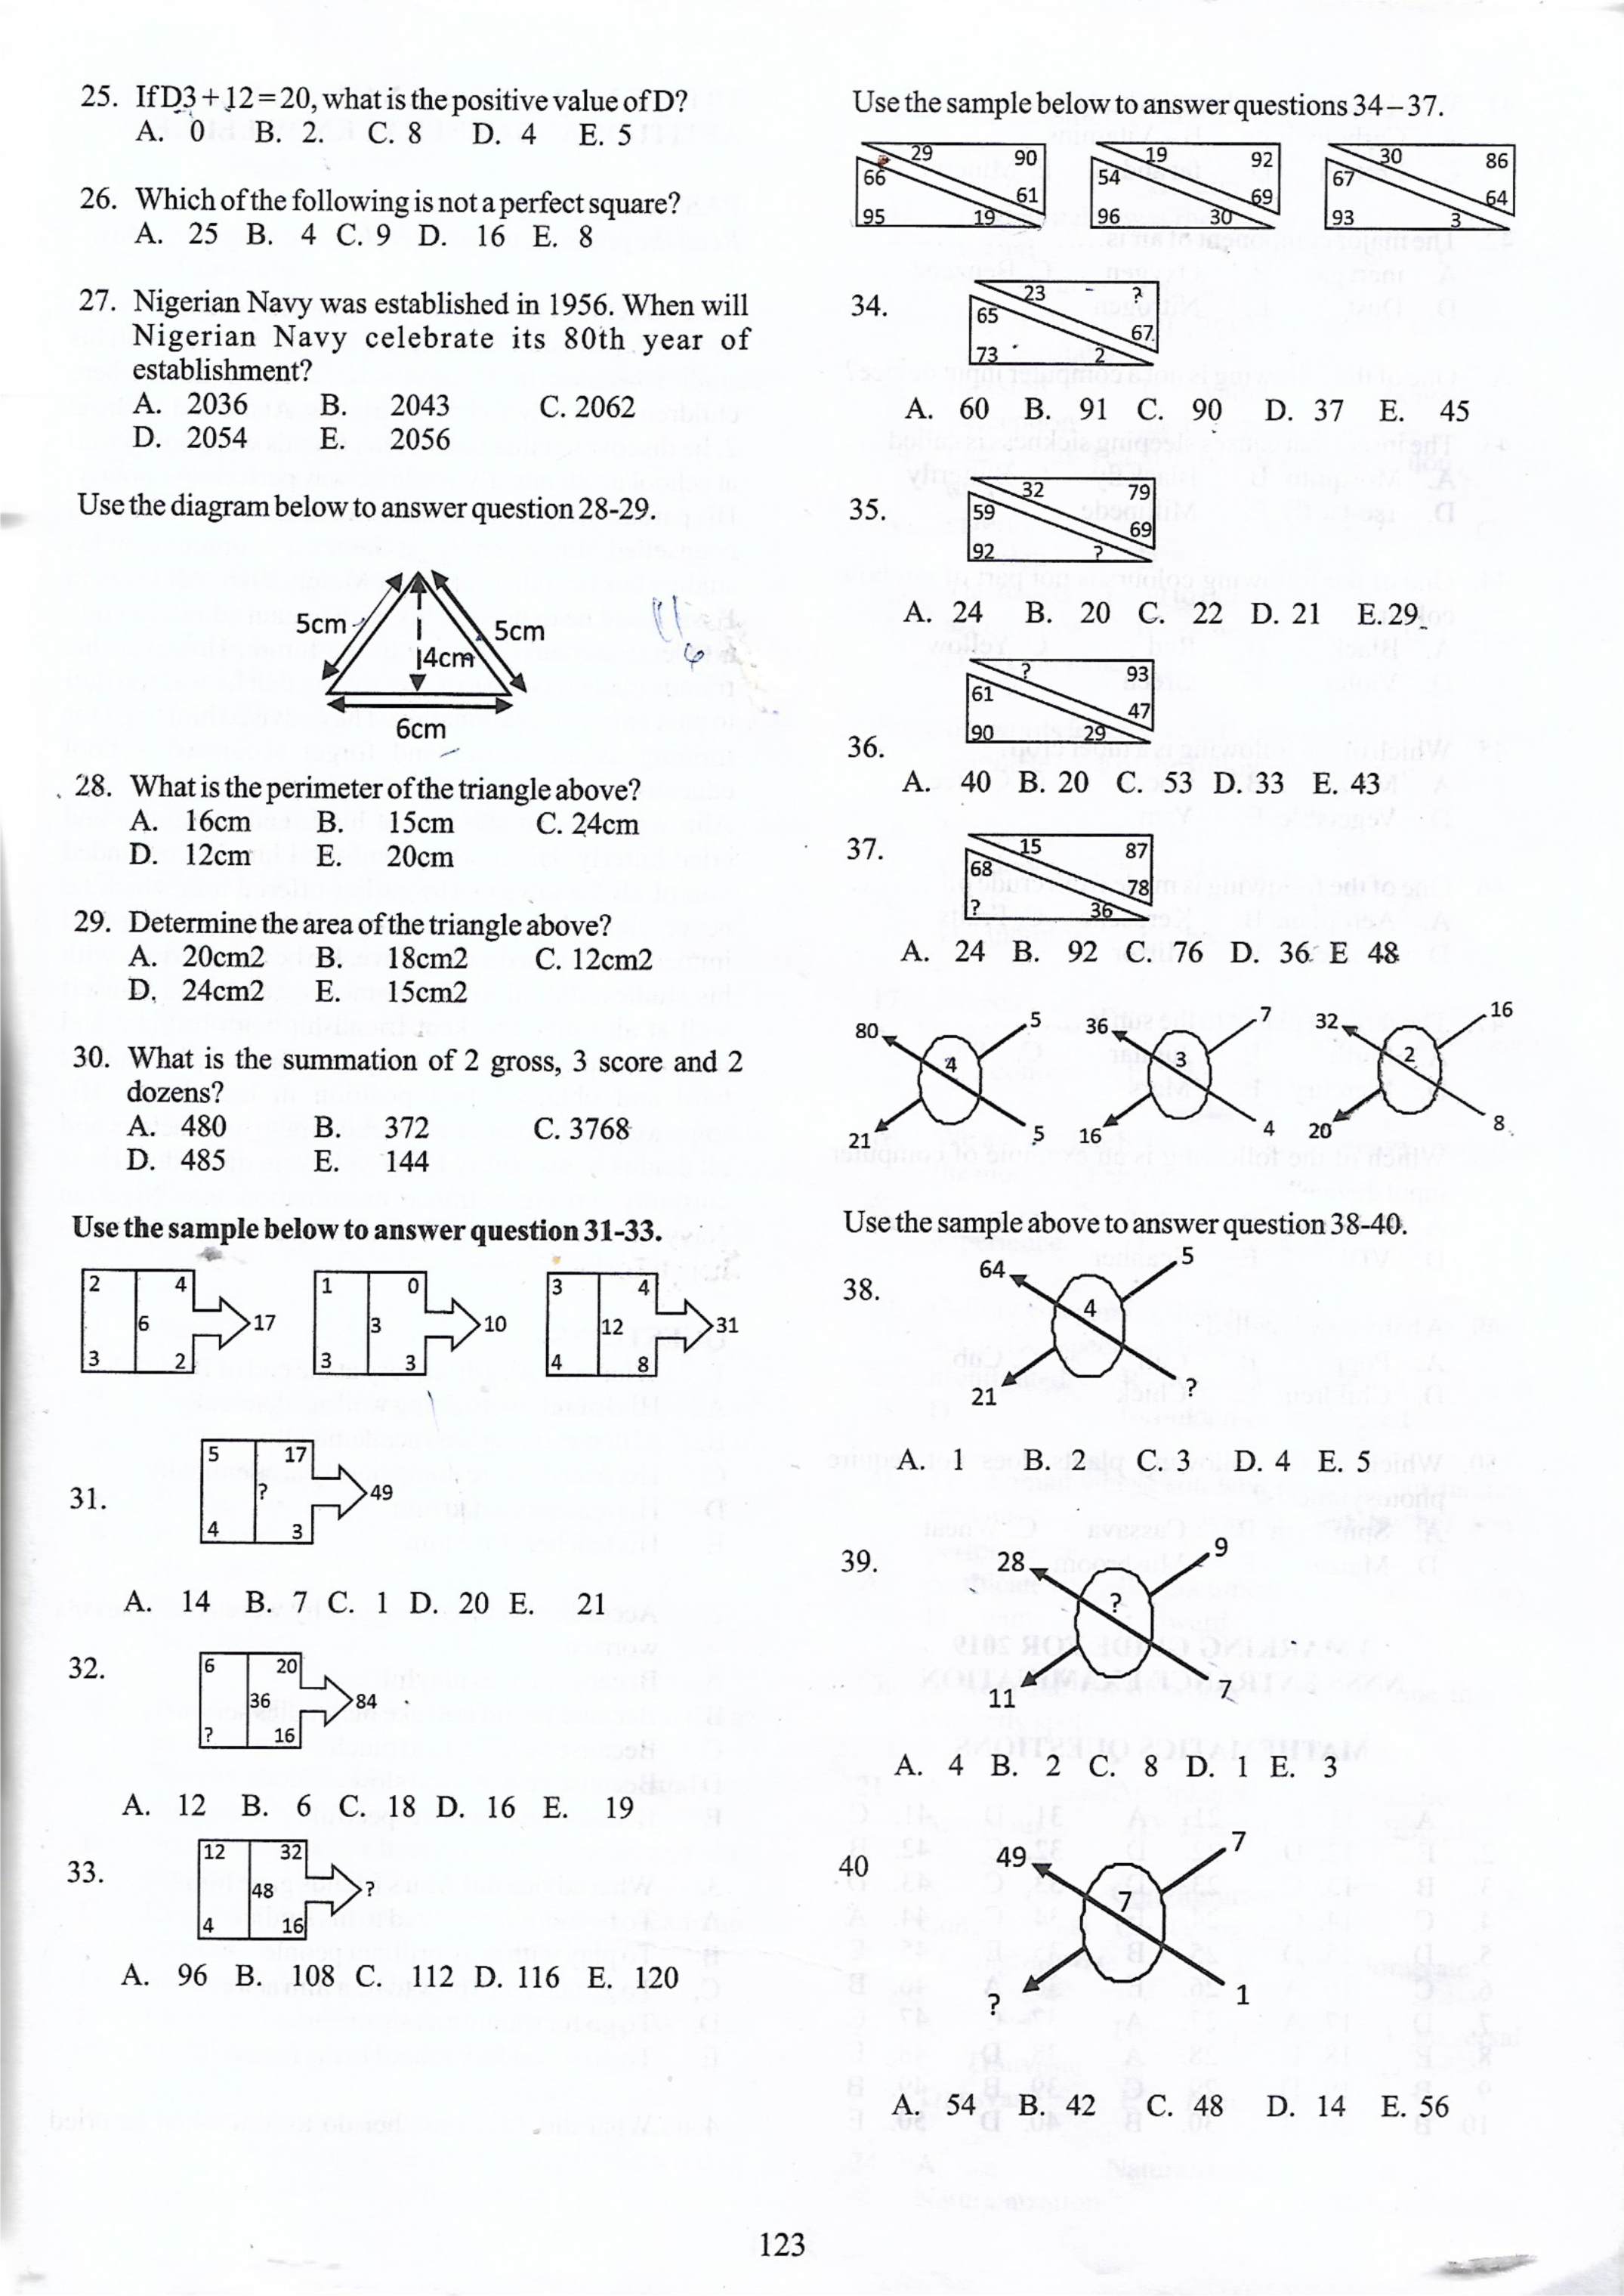 25. If D3 + 12 = 20, what is the positive value of D?
A. 0 B. 2. C. 8 D. 4 E. 5
26. Which of the following is not a perfect square?
A. 25 B. 4 C. 9 D. 16 E. 8
27. Nigerian Navy was established in 1956. When will
Nigerian Navy celebrate its 80th year of
establishment?
A. 2036 B. 2043 C. 2062
D. 2054 E. 2056
Use the diagram below to answer question 28-29.
5cm 5cm
4cm
6cm
28. What is the perimeter of the triangle above?
A. 16cm B. 15cm C. 24cm
D. 12cm E. 20cm
29. Determine the area of the triangle above?
A. 20cm2 B. 18cm2 C. 12cm2
D. 24cm2 E. 15cm2
30. What is the summation of 2 gross, 3 score and 2
dozens?
A. 480 B. 372 C. 3768
D. 485 E. 144
Use the sample below to answer question 31-33.
2 4 1 0 3 4
6 17 3 10 12 31
3 2 3 3 4 8
31.
5 17
? 49
4 3
A. 14 B. 7 C. 1 D. 20 E. 21
32.
6 20
36 84
? 16
A. 12 B. 6 C. 18 D. 16 E. 19
33.
12 32
48 ?
4 16
A. 96 B. 108 C. 112 D. 116 E. 120
Use the sample below to answer questions 34 – 37.
29 90 19 92 30 86
66 61 54 69 67 64
95 19 96 30 93 3
34.
23 - ?
65 67
73 2
A. 60 B. 91 C. 90 D. 37 E. 45
35.
32 79
59 69
92 ?
A. 24 B. 20 C. 22 D. 21 E. 29
36.
? 93
61 47
90 29
A. 40 B. 20 C. 53 D. 33 E. 43
37.
15 87
68 78
? 36
A. 24 B. 92 C. 76 D. 36 E 48
80 5 36 7 32 16
4 3 2
21 5 16 4 20 8
Use the sample above to answer question 38-40.
38.
64 5
4
21 ?
A. 1 B. 2 C. 3 D. 4 E. 5
39.
28 9
?
11 7
A. 4 B. 2 C. 8 D. 1 E. 3
40
49 7
7
? 1
A. 54 B. 42 C. 48 D. 14 E. 56
123